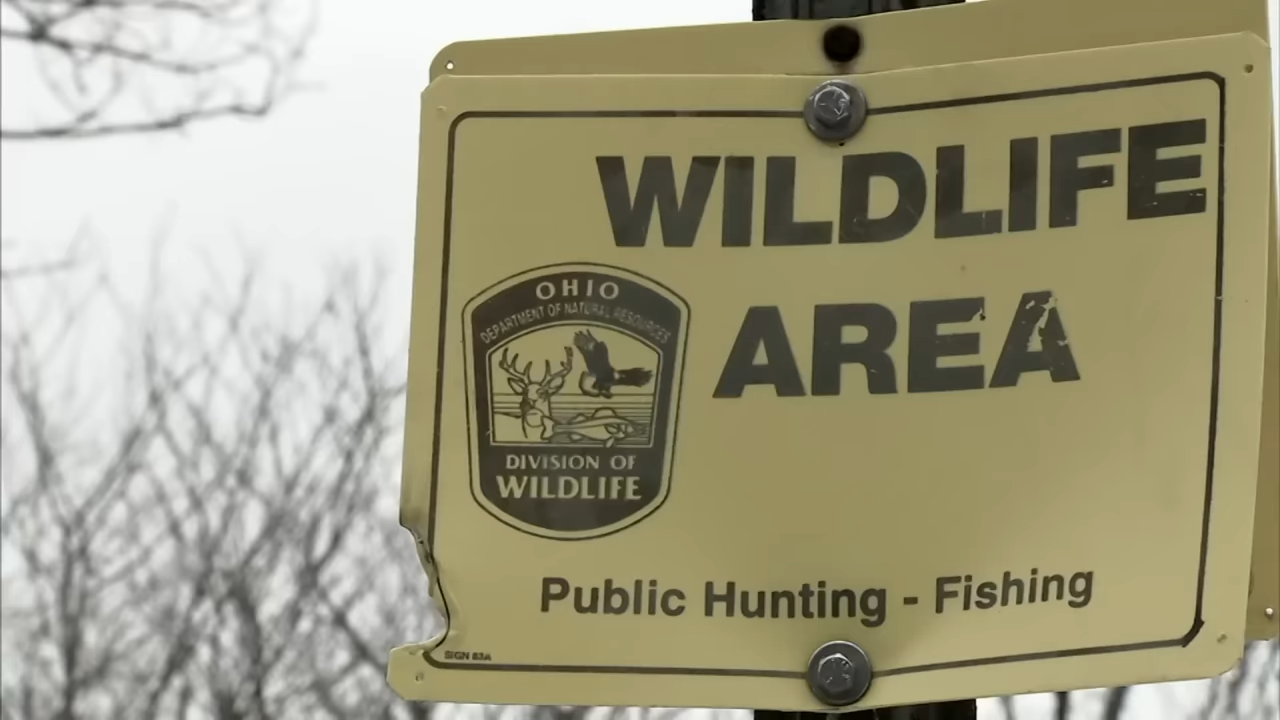 WILDLIFE
AREA
OHIO
DEPARTMENT OF NATURAL RESOURCES
DIVISION OF
WILDLIFE
Public Hunting - Fishing
SIGN 83A